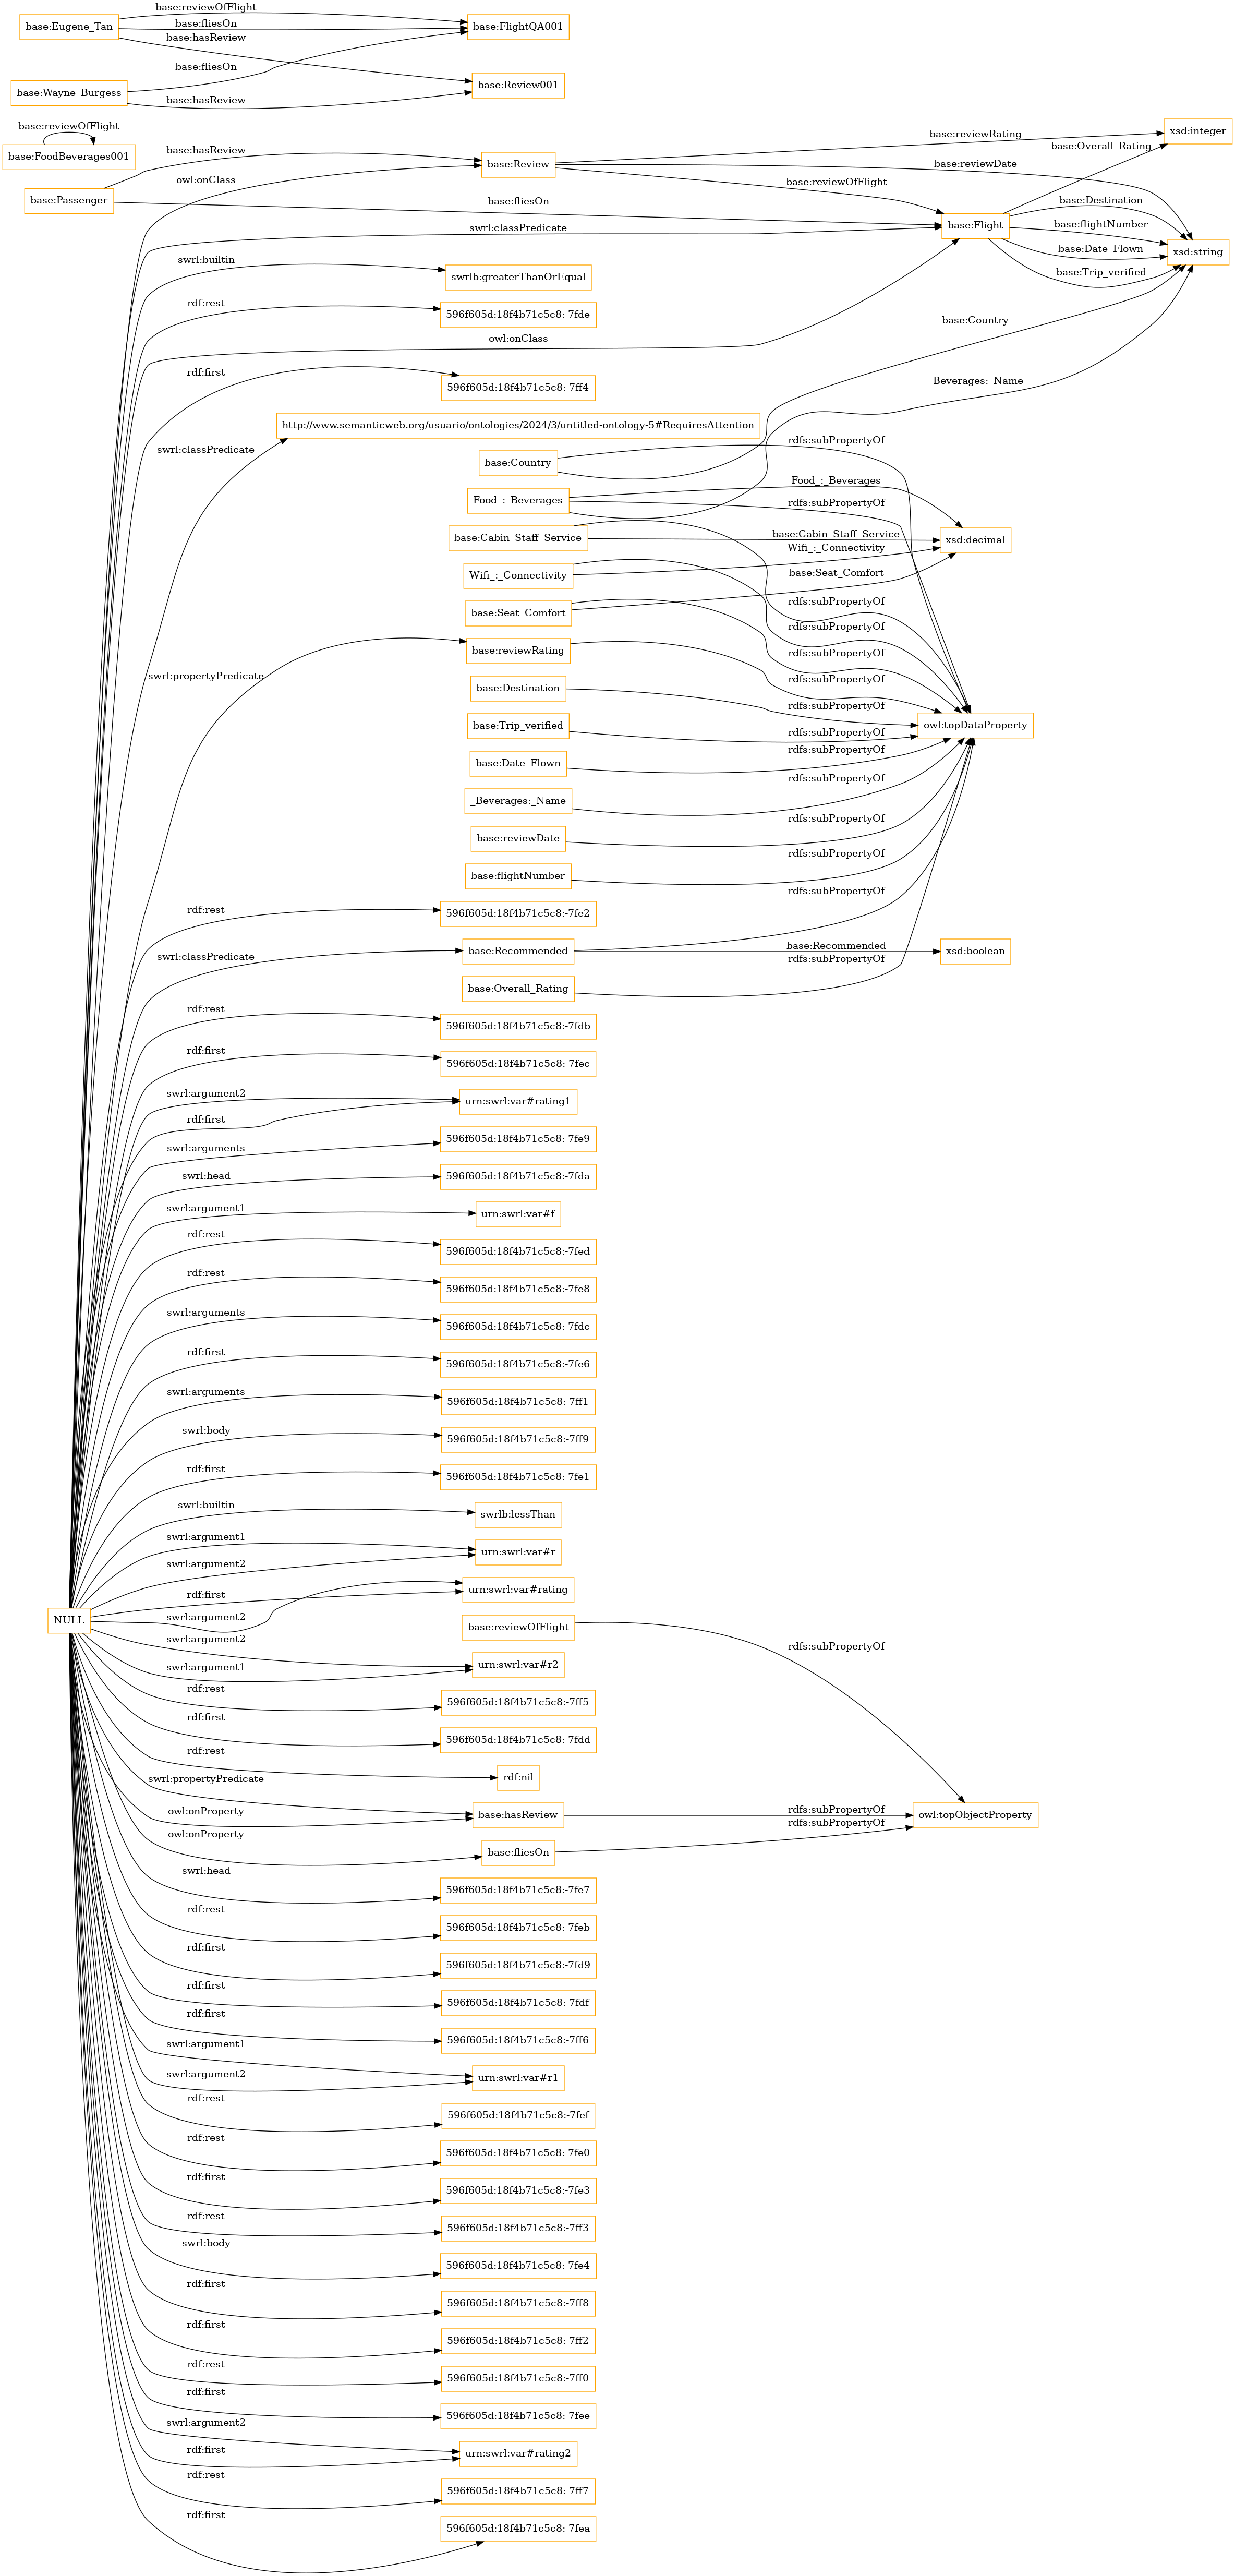 base:reviewOfFlight
base:Eugene_Tan
base:fliesOn
base:FlightQA001
base:hasReview
base:fliesOn
base:Review001
base:Wayne_Burgess
base:hasReview
base:reviewOfFlight
base:FoodBeverages001
base:hasReview
base:Review
base:reviewRating
xsd:integer
base:Overall_Rating
base:reviewDate
owl:onClass
base:reviewOfFlight
base:Passenger
base:fliesOn
base:Destination
swrl:classPredicate
base:Flight
base:flightNumber
base:Date_Flown
xsd:string
swrl:builtin
swrlb:greaterThanOrEqual
base:Trip_verified
rdf:rest
596f605d:18f4b71c5c8:-7fde
base:Country
owl:onClass
rdf:first
596f605d:18f4b71c5c8:-7ff4
_Beverages:_Name
http://www.semanticweb.org/usuario/ontologies/2024/3/untitled-ontology-5#RequiresAttention
swrl:classPredicate
rdfs:subPropertyOf
base:Country
Food_:_Beverages
Food_:_Beverages
rdfs:subPropertyOf
base:Cabin_Staff_Service
base:Cabin_Staff_Service
xsd:decimal
Wifi_:_Connectivity
Wifi_:_Connectivity
base:Seat_Comfort
rdfs:subPropertyOf
base:Seat_Comfort
rdfs:subPropertyOf
base:reviewRating
rdfs:subPropertyOf
swrl:propertyPredicate
rdfs:subPropertyOf
base:Destination
rdfs:subPropertyOf
base:Trip_verified
rdfs:subPropertyOf
owl:topDataProperty
rdfs:subPropertyOf
base:Date_Flown
rdfs:subPropertyOf
_Beverages:_Name
rdfs:subPropertyOf
base:reviewDate
rdfs:subPropertyOf
base:flightNumber
rdfs:subPropertyOf
rdf:rest
596f605d:18f4b71c5c8:-7fe2
swrl:classPredicate
base:Recommended
base:Recommended
xsd:boolean
rdfs:subPropertyOf
base:Overall_Rating
rdf:rest
596f605d:18f4b71c5c8:-7fdb
rdf:first
596f605d:18f4b71c5c8:-7fec
swrl:argument2
urn:swrl:var#rating1
rdf:first
596f605d:18f4b71c5c8:-7fe9
swrl:arguments
swrl:head
596f605d:18f4b71c5c8:-7fda
swrl:argument1
urn:swrl:var#f
rdf:rest
596f605d:18f4b71c5c8:-7fed
rdf:rest
596f605d:18f4b71c5c8:-7fe8
swrl:arguments
596f605d:18f4b71c5c8:-7fdc
rdf:first
596f605d:18f4b71c5c8:-7fe6
swrl:arguments
596f605d:18f4b71c5c8:-7ff1
swrl:body
596f605d:18f4b71c5c8:-7ff9
rdf:first
596f605d:18f4b71c5c8:-7fe1
swrl:builtin
swrlb:lessThan
swrl:argument1
urn:swrl:var#r
swrl:argument2
rdf:first
urn:swrl:var#rating
NULL
swrl:argument2
base:reviewOfFlight
swrl:argument2
rdfs:subPropertyOf
urn:swrl:var#r2
swrl:argument1
rdf:rest
596f605d:18f4b71c5c8:-7ff5
rdf:first
596f605d:18f4b71c5c8:-7fdd
rdf:rest
rdf:nil
swrl:propertyPredicate
owl:onProperty
base:hasReview
rdfs:subPropertyOf
owl:topObjectProperty
rdfs:subPropertyOf
owl:onProperty
base:fliesOn
swrl:head
596f605d:18f4b71c5c8:-7fe7
rdf:rest
596f605d:18f4b71c5c8:-7feb
rdf:first
596f605d:18f4b71c5c8:-7fd9
rdf:first
596f605d:18f4b71c5c8:-7fdf
rdf:first
596f605d:18f4b71c5c8:-7ff6
swrl:argument1
swrl:argument2
urn:swrl:var#r1
rdf:rest
596f605d:18f4b71c5c8:-7fef
rdf:rest
596f605d:18f4b71c5c8:-7fe0
rdf:first
596f605d:18f4b71c5c8:-7fe3
rdf:rest
596f605d:18f4b71c5c8:-7ff3
swrl:body
596f605d:18f4b71c5c8:-7fe4
rdf:first
596f605d:18f4b71c5c8:-7ff8
rdf:first
596f605d:18f4b71c5c8:-7ff2
rdf:rest
596f605d:18f4b71c5c8:-7ff0
rdf:first
596f605d:18f4b71c5c8:-7fee
swrl:argument2
rdf:first
urn:swrl:var#rating2
rdf:rest
596f605d:18f4b71c5c8:-7ff7
rdf:first
596f605d:18f4b71c5c8:-7fea